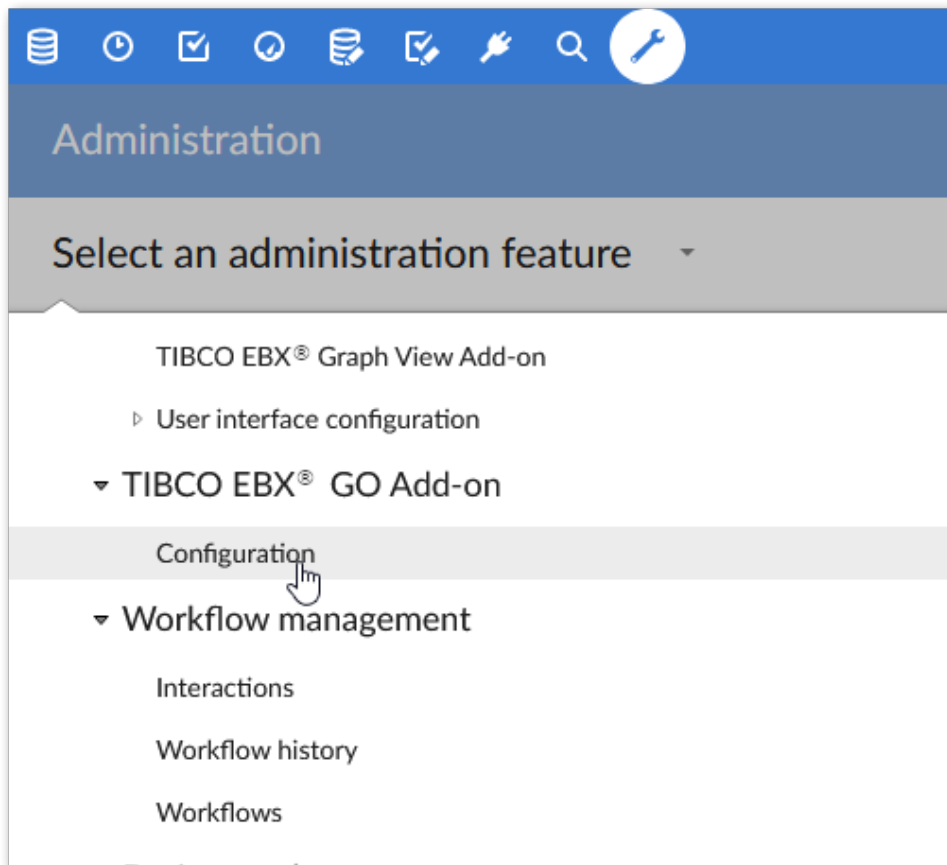 Administration
Select an administration feature
TIBCO EBX® Graph View Add-on
User interface configuration
TIBCO EBX® GO Add-on
Configuration
Workflow management
Interactions
Workflow history
Workflows